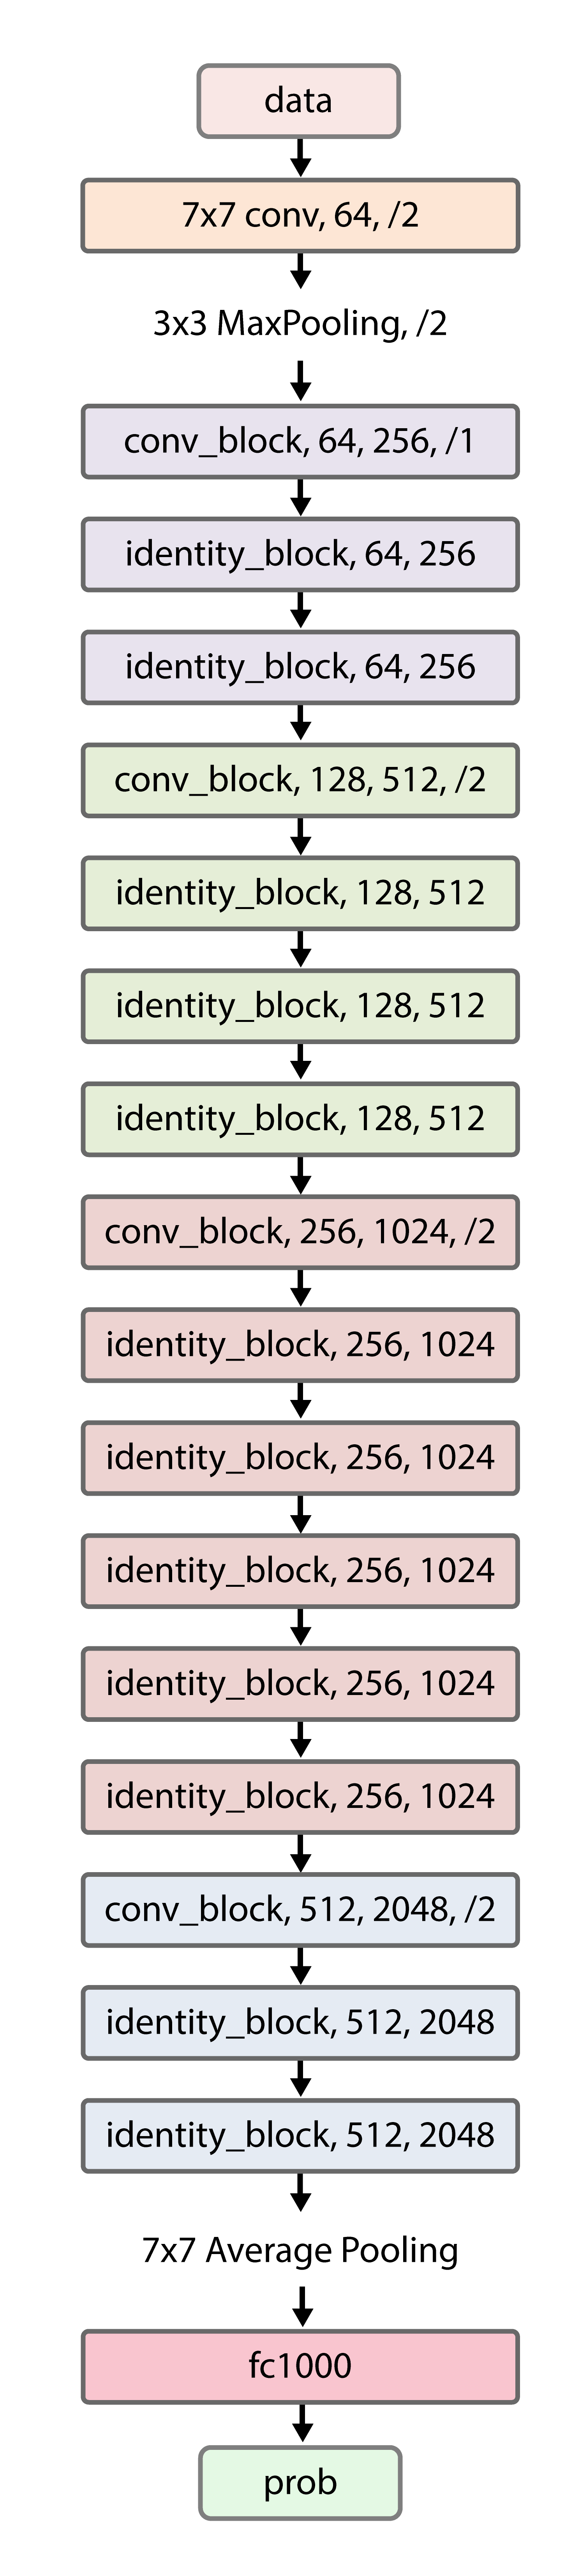 data
7x7 conv, 64, /2
3x3 MaxPooling, /2
conv_block, 64, 256, /1
identity_block, 64, 256
identity_block, 64, 256
conv_block, 128, 512, /2
identity_block, 128, 512
identity_block, 128, 512
identity_block, 128, 512
conv_block, 256, 1024, /2
identity_block, 256, 1024
identity_block, 256, 1024
identity_block, 256, 1024
identity_block, 256, 1024
identity_block, 256, 1024
conv_block, 512, 2048, /2
identity_block, 512, 2048
identity_block, 512, 2048
7x7 Average Pooling
fc1000
prob